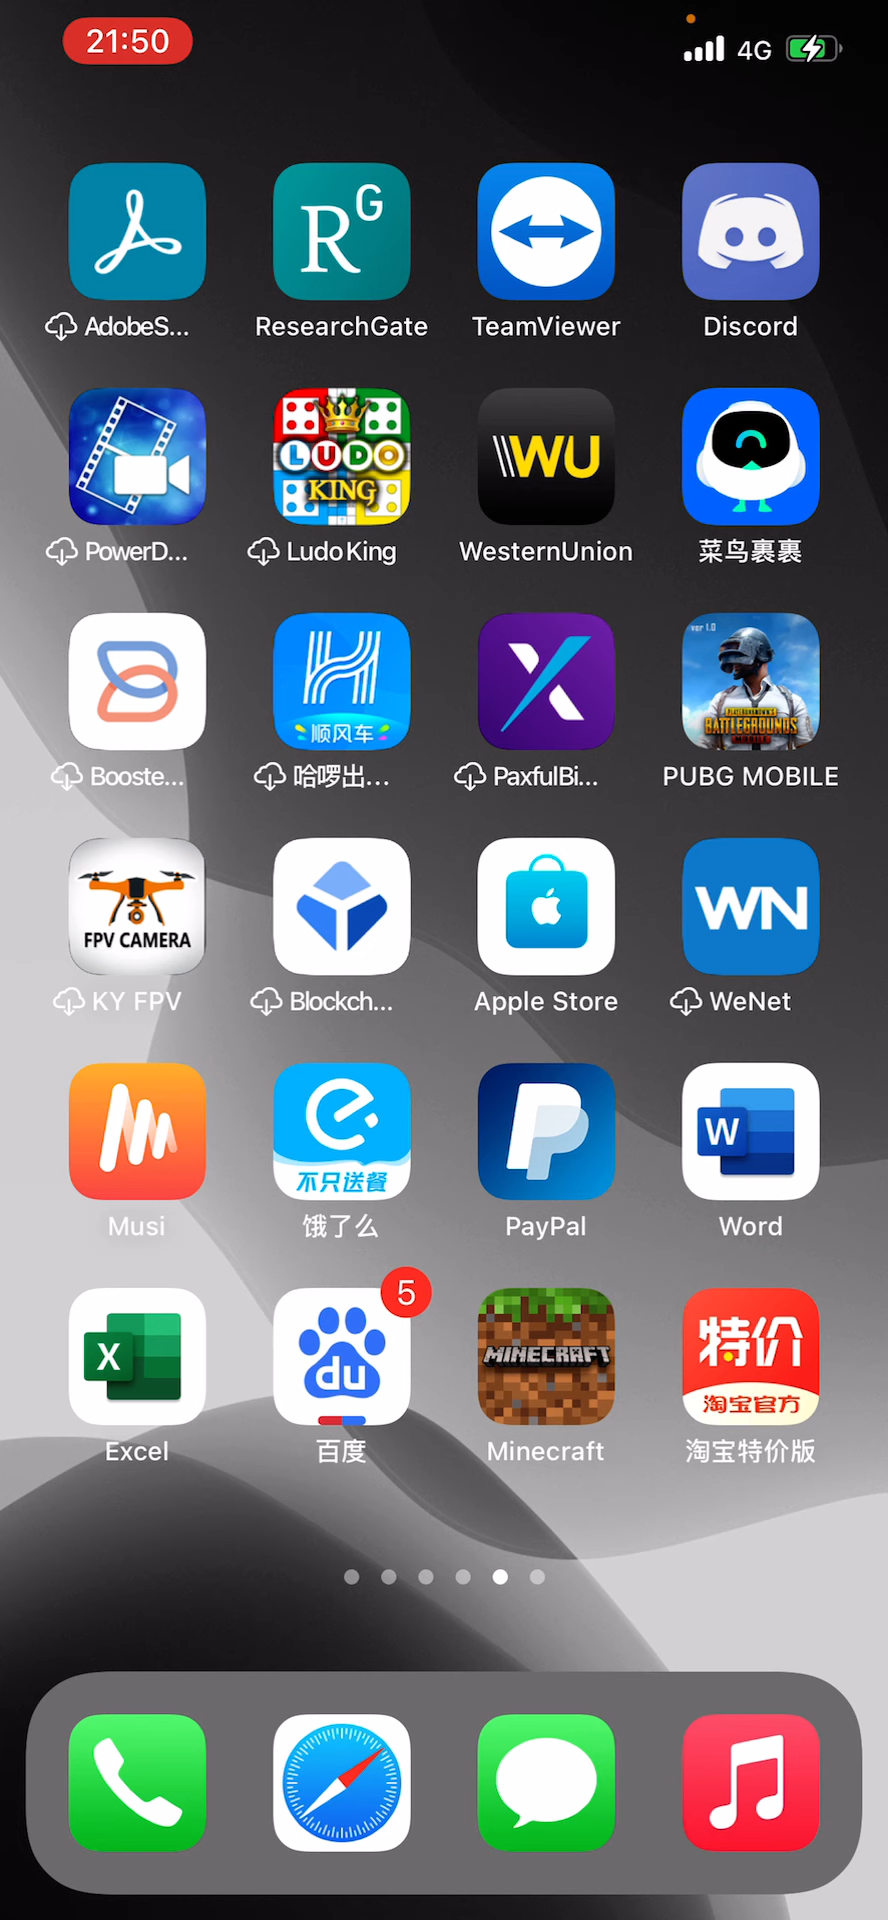 21:50
4G
R G
AdobeS...
ResearchGate
TeamViewer
Discord
LUDO
KING
WU
PowerD...
Ludo King
WesternUnion
菜鸟裹裹
顺风车
ver 1.0
BATTLEGROUNDS
Booste...
哈啰出...
PaxfulBi...
PUBG MOBILE
FPV CAMERA
WN
KY FPV
Blockch...
Apple Store
WeNet
不只送餐
W
Musi
饿了么
PayPal
Word
5
X
du
MINECRAFT
特价
淘宝官方
Excel
百度
Minecraft
淘宝特价版